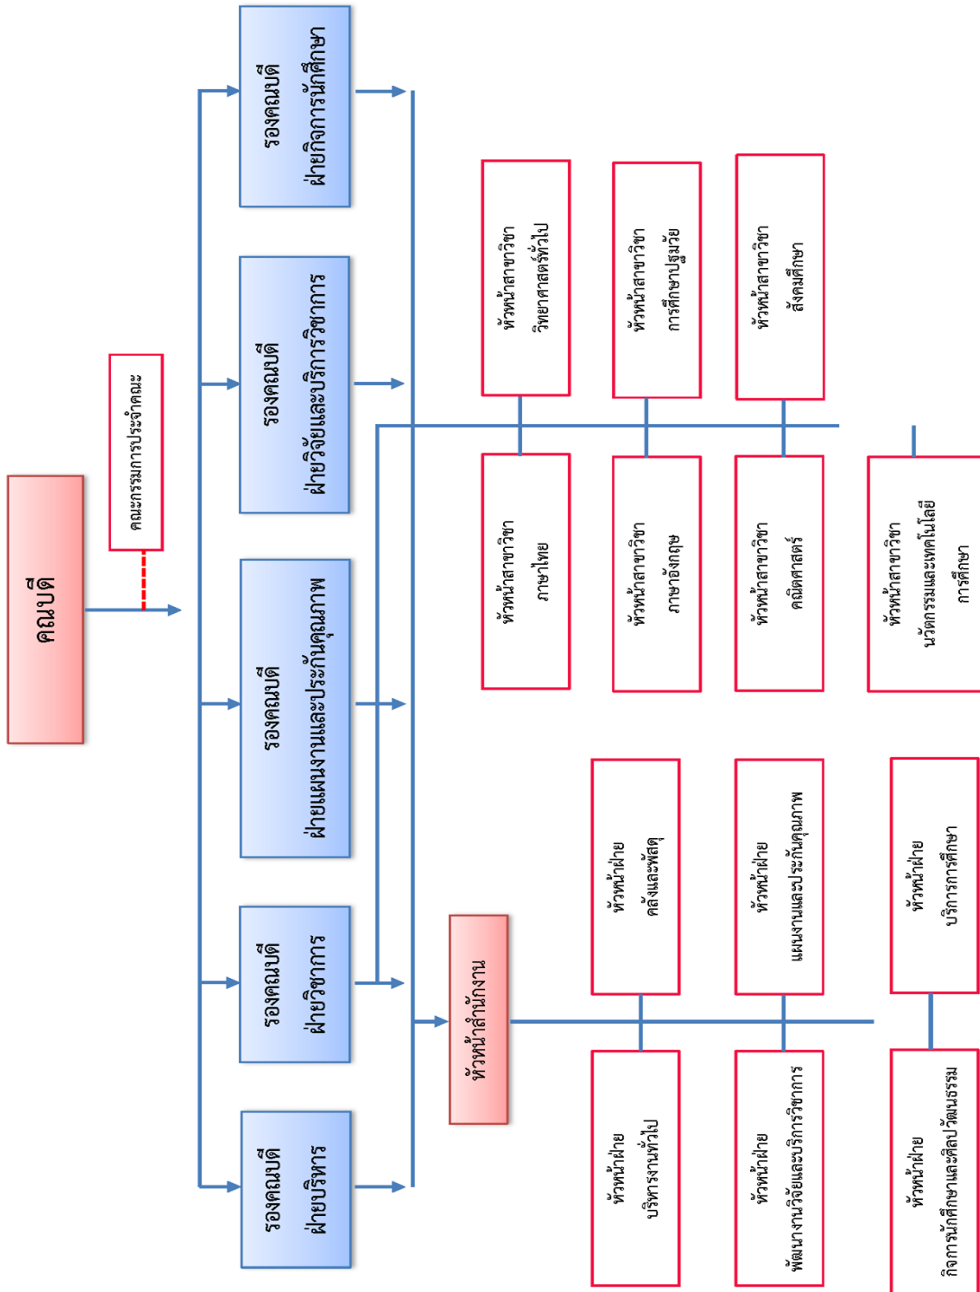 คณบดี
คณะกรรมการประจำคณะ
รองคณบดี
ฝ่ายบริหาร
รองคณบดี
ฝ่ายวิชาการ
รองคณบดี
ฝ่ายแผนงานและประกันคุณภาพ
รองคณบดี
ฝ่ายวิจัยและบริการวิชาการ
รองคณบดี
ฝ่ายกิจการนักศึกษา
หัวหน้าสำนักงาน
หัวหน้าฝ่าย
บริหารงานทั่วไป
หัวหน้าฝ่าย
คลังและพัสดุ
หัวหน้าฝ่าย
พัฒนางานวิจัยและบริการวิชาการ
หัวหน้าฝ่าย
แผนงานและประกันคุณภาพ
หัวหน้าฝ่าย
กิจการนักศึกษาและศิลปวัฒนธรรม
หัวหน้าฝ่าย
บริการการศึกษา
หัวหน้าสาขาวิชา
ภาษาไทย
หัวหน้าสาขาวิชา
วิทยาศาสตร์ทั่วไป
หัวหน้าสาขาวิชา
ภาษาอังกฤษ
หัวหน้าสาขาวิชา
การศึกษาปฐมวัย
หัวหน้าสาขาวิชา
คณิตศาสตร์
หัวหน้าสาขาวิชา
สังคมศึกษา
หัวหน้าสาขาวิชา
นวัตกรรมและเทคโนโลยี
การศึกษา